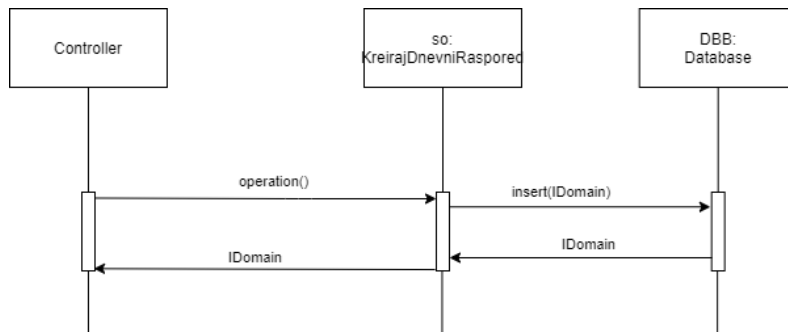 Controller
so:
KreirajDnevniRaspored
DBB:
Database
operation()
insert(IDomain)
IDomain
IDomain